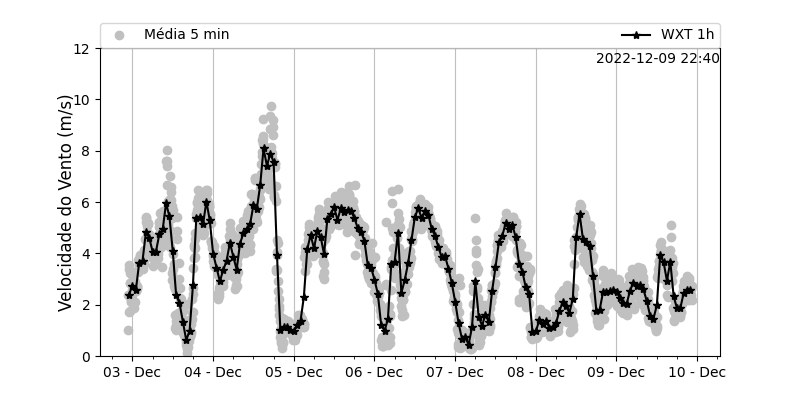 Média 5 min WXT 1h
2022-12-09 22:40
Velocidade do Vento (m/s)
12
10
8
6
4
2
0
03 - Dec 04 - Dec 05 - Dec 06 - Dec 07 - Dec 08 - Dec 09 - Dec 10 - Dec